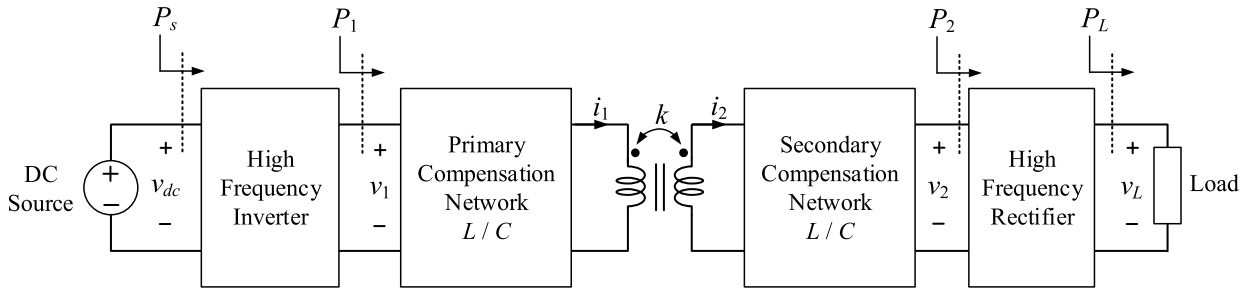 P_s
P_1
P_2
P_L
i_1
k
i_2
DC
Source
+
−
+
v_dc
−
High
Frequency
Inverter
+
v_1
−
Primary
Compensation
Network
L / C
Secondary
Compensation
Network
L / C
+
v_2
−
High
Frequency
Rectifier
+
v_L
−
Load